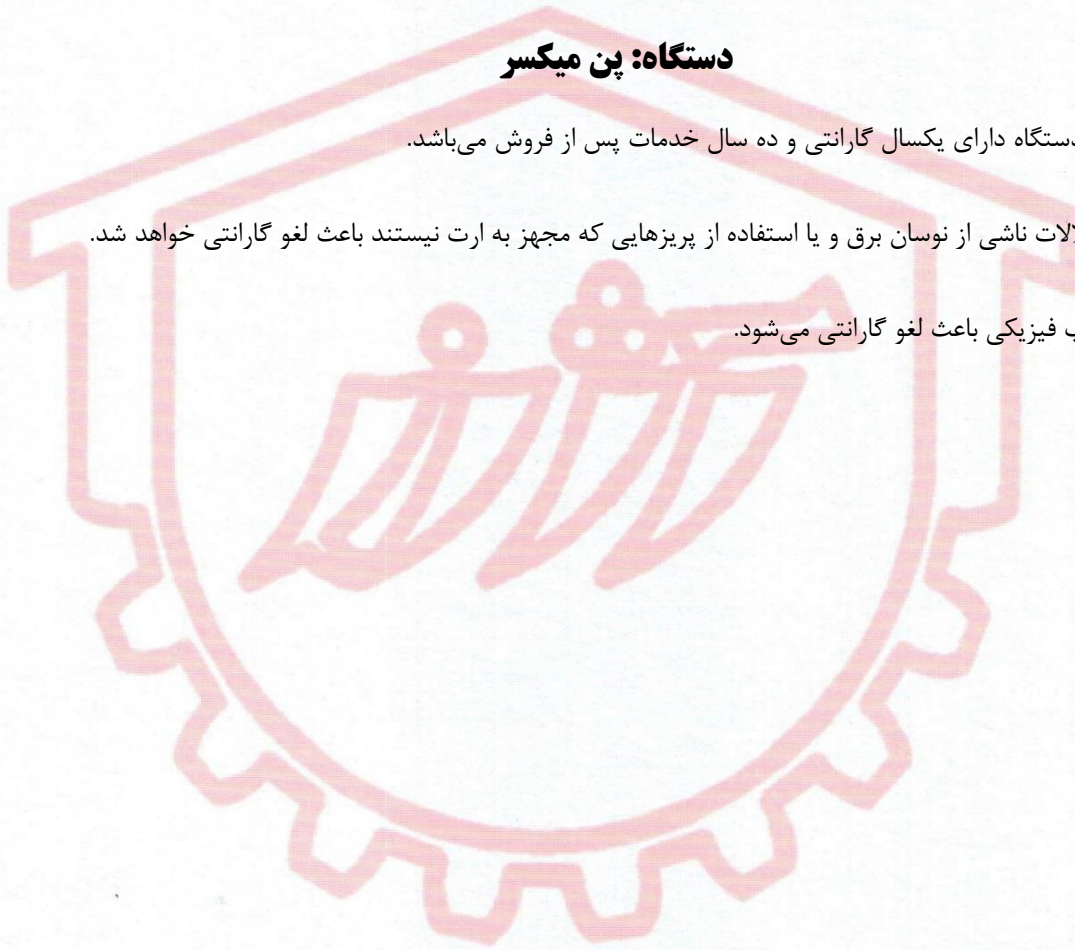 دستگاه: پن میکسر
دستگاه دارای یکسال گارانتی و ده سال خدمات پس از فروش می‌باشد.
ناشی از نوسان برق و یا استفاده از پریزهایی که مجهز به ارت نیستند باعث لغو گارانتی خواهد شد.
فیزیکی باعث لغو گارانتی می‌شود.